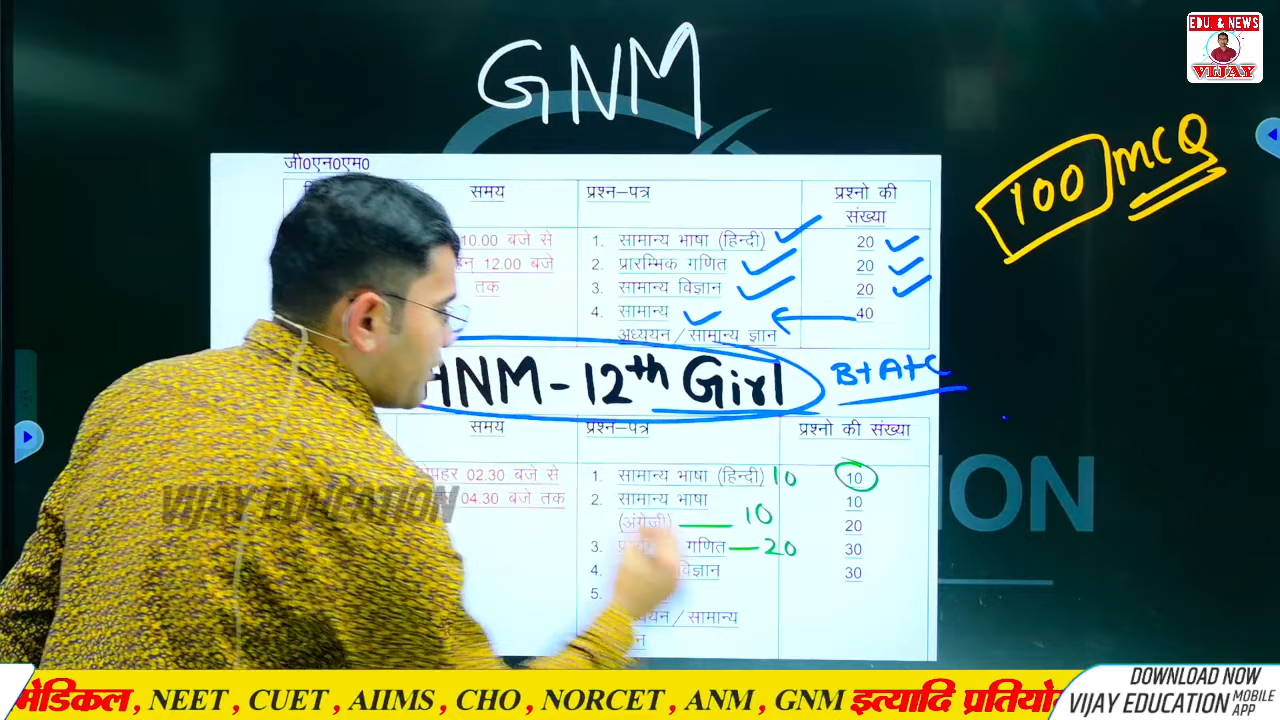 EDU. & NEWS
VIJAY
GNM
100 MCQ
जी0एन0एम0
समय
प्रश्न–पत्र
प्रश्नो की
संख्या
10.00 बजे से
12.00 बजे
तक
1. सामान्य भाषा (हिन्दी)
20
2. प्रारम्भिक गणित
20
3. सामान्य विज्ञान
20
4. सामान्य
40
अध्ययन / सामान्य ज्ञान
ANM - 12th Girl
B+A+C
समय
प्रश्न–पत्र
प्रश्नो की संख्या
02.30 बजे से
04.30 बजे तक
1. सामान्य भाषा (हिन्दी) 10
10
2. सामान्य भाषा
10
(अंग्रेजी) 10
20
3. गणित 20
30
4. विज्ञान
30
5.
/ सामान्य
VIJAY EDUCATION
ION
मेडिकल, NEET, CUET, AIIMS, CHO, NORCET, ANM, GNM इत्यादि
DOWNLOAD NOW
VIJAY EDUCATION MOBILE APP